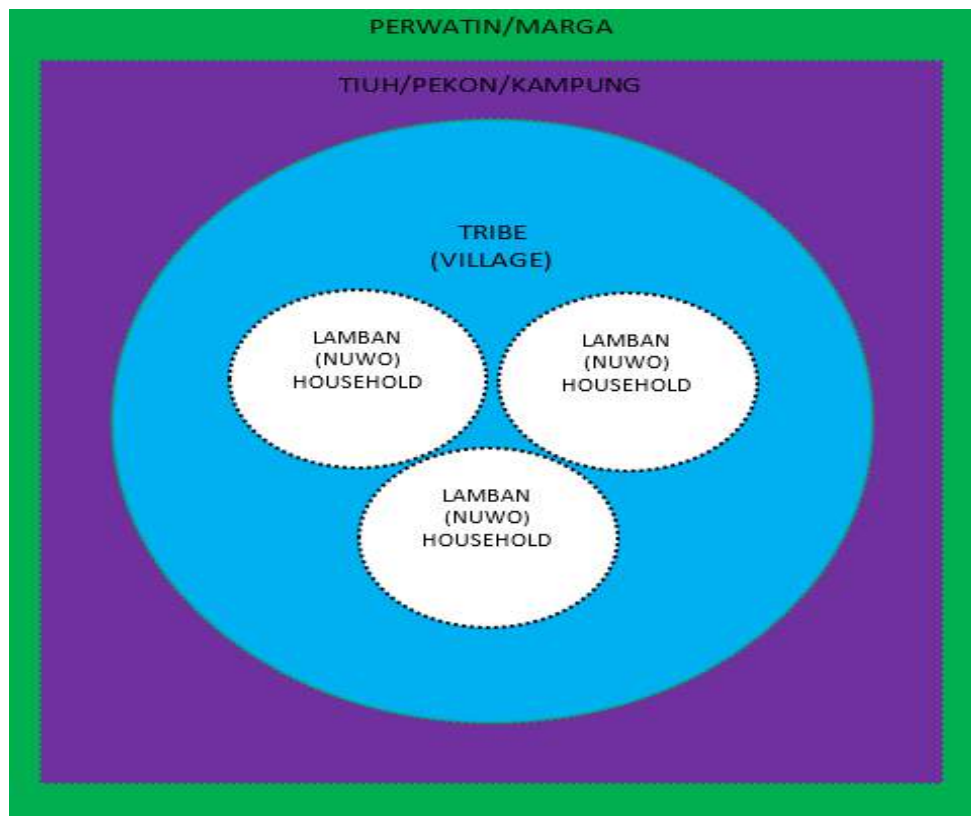 PERWATIN/MARGA
TIUH/PEKON/KAMPUNG
TRIBE
(VILLAGE)
LAMBAN
(NUWO)
HOUSEHOLD
LAMBAN
(NUWO)
HOUSEHOLD
LAMBAN
(NUWO)
HOUSEHOLD